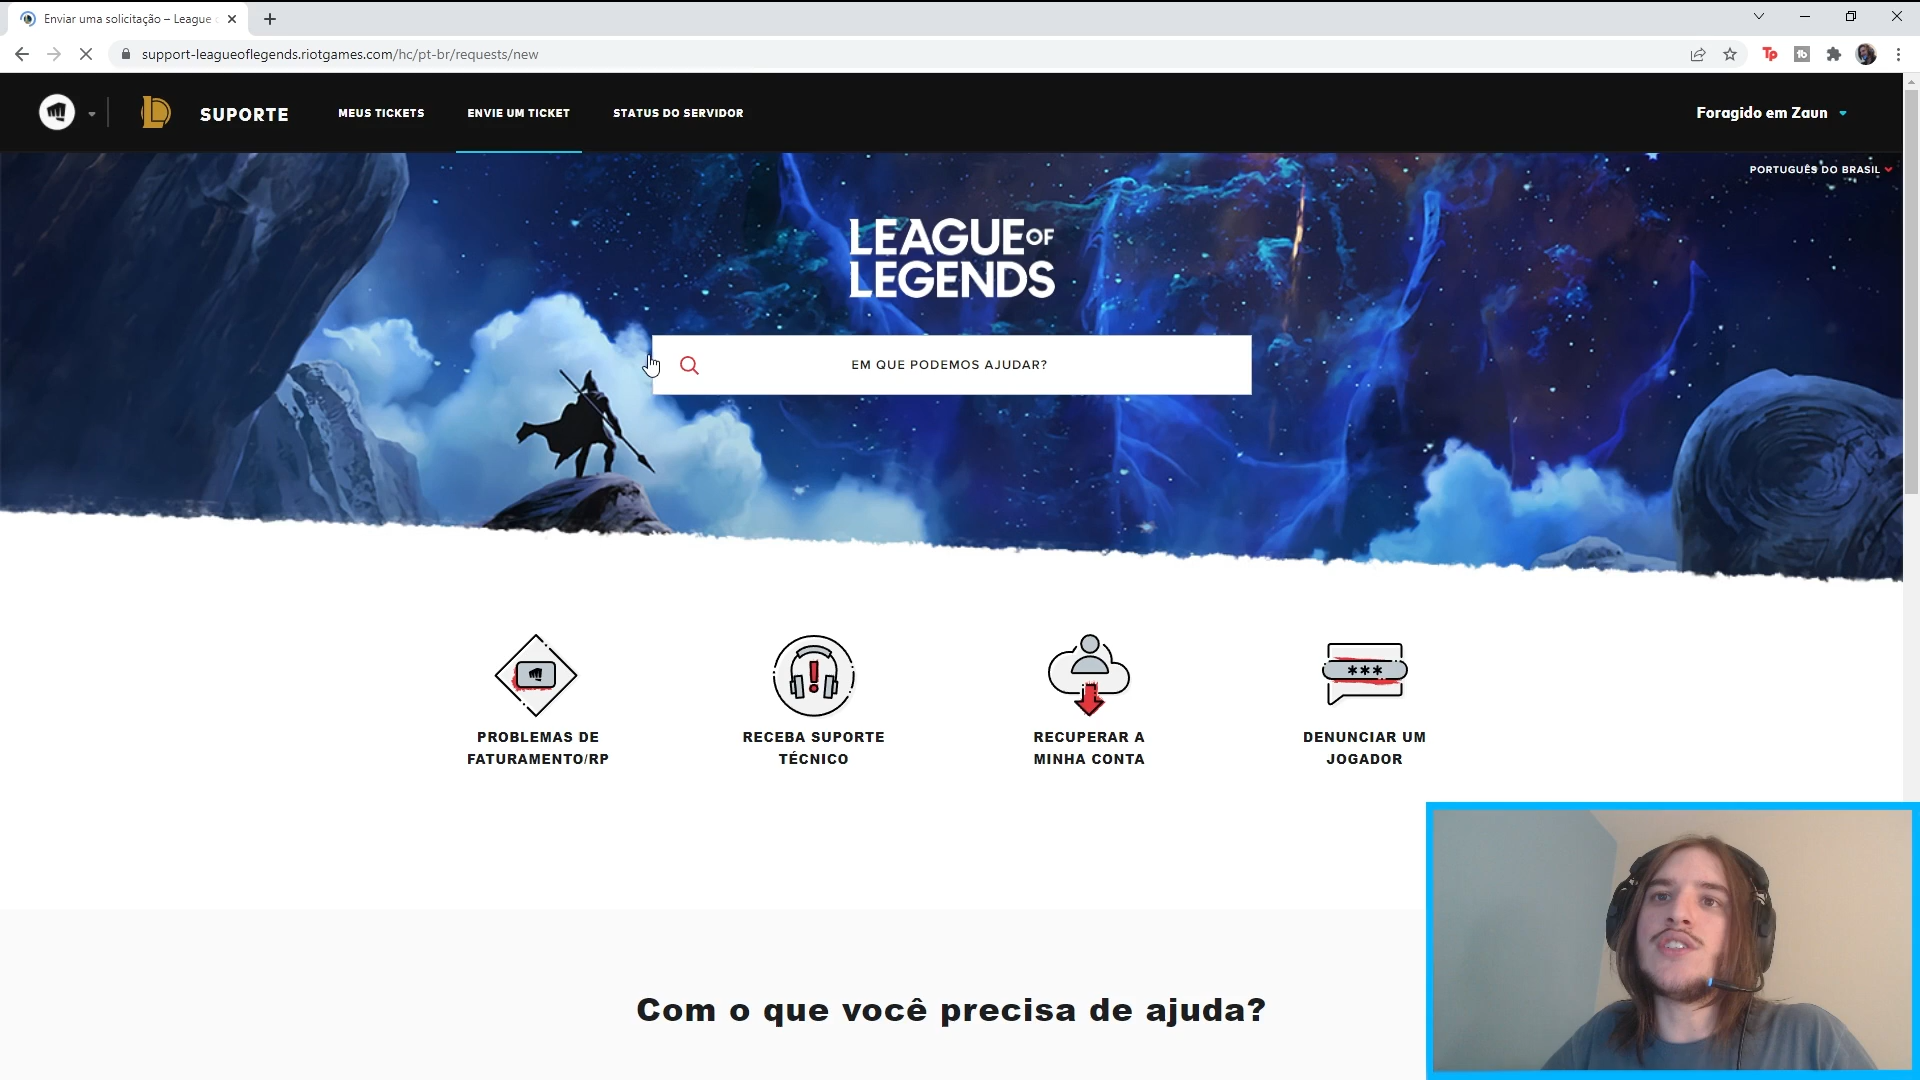 Enviar uma solicitação – League
support-leagueoflegends.riotgames.com/hc/pt-br/requests/new
Tp
tb
SUPORTE
MEUS TICKETS
ENVIE UM TICKET
STATUS DO SERVIDOR
Foragido em Zaun
PORTUGUÊS DO BRASIL
LEAGUE OF
LEGENDS
EM QUE PODEMOS AJUDAR?
***
PROBLEMAS DE
FATURAMENTO/RP
RECEBA SUPORTE
TÉCNICO
RECUPERAR A
MINHA CONTA
DENUNCIAR UM
JOGADOR
Com o que você precisa de ajuda?